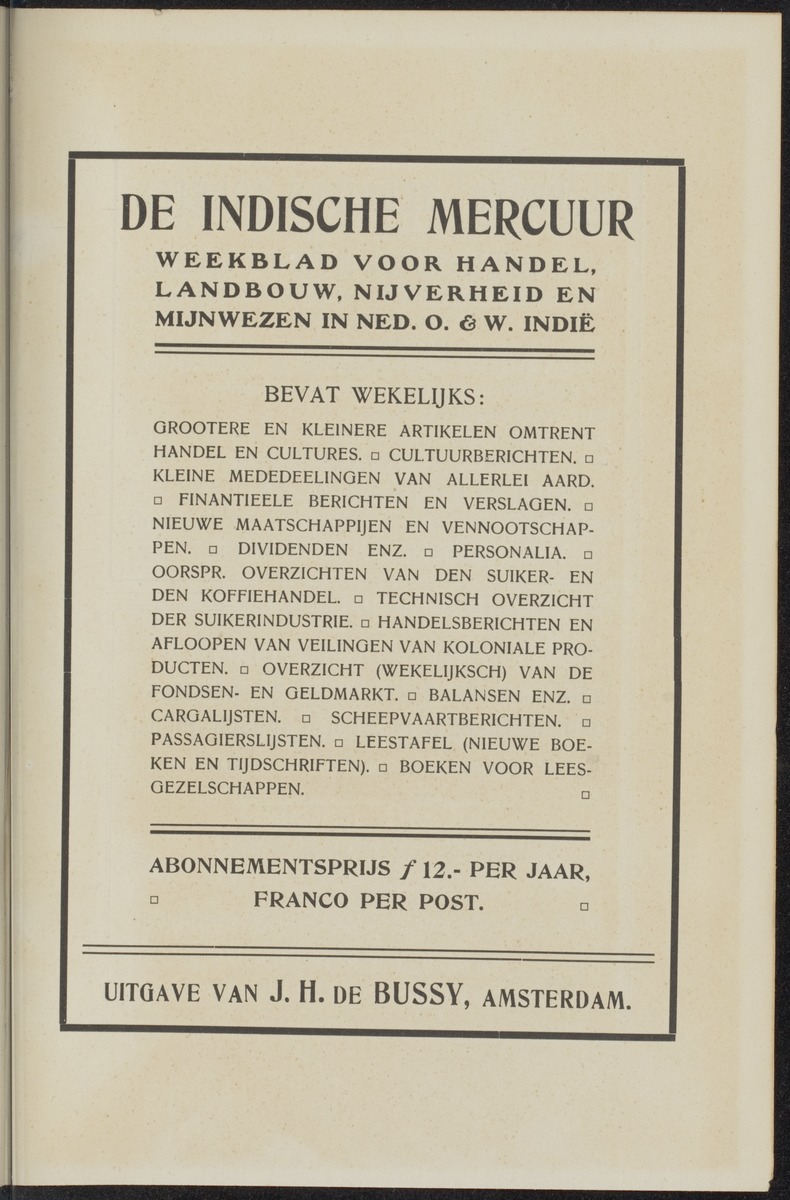 DE INDISCHE MERCUUR
WEEKBLAD VOOR HANDEL,
LANDBOUW, NIJVERHEID EN
MIJNWEZEN IN NED. O. & W. INDIË
BEVAT WEKELIJKS:
GROOTERE EN KLEINERE ARTIKELEN OMTRENT
HANDEL EN CULTURES. □ CULTUURBERICHTEN. □
KLEINE MEDEDEELINGEN VAN ALLERLEI AARD.
□ FINANTIEELE BERICHTEN EN VERSLAGEN. □
NIEUWE MAATSCHAPPIJEN EN VENNOOTSCHAP-
PEN. □ DIVIDENDEN ENZ. □ PERSONALIA. □
OORSPR. OVERZICHTEN VAN DEN SUIKER- EN
DEN KOFFIEHANDEL. □ TECHNISCH OVERZICHT
DER SUIKERINDUSTRIE. □ HANDELSBERICHTEN EN
AFLOOPEN VAN VEILINGEN VAN KOLONIALE PRO-
DUCTEN. □ OVERZICHT (WEKELIJKSCH) VAN DE
FONDSEN- EN GELDMARKT. □ BALANSEN ENZ. □
CARGALIJSTEN. □ SCHEEPVAARTBERICHTEN. □
PASSAGIERSLIJSTEN. □ LEESTAFEL (NIEUWE BOE-
KEN EN TIJDSCHRIFTEN). □ BOEKEN VOOR LEES-
GEZELSCHAPPEN. □
ABONNEMENTSPRIJS ƒ 12.- PER JAAR,
□ FRANCO PER POST. □
UITGAVE VAN J. H. DE BUSSY, AMSTERDAM.